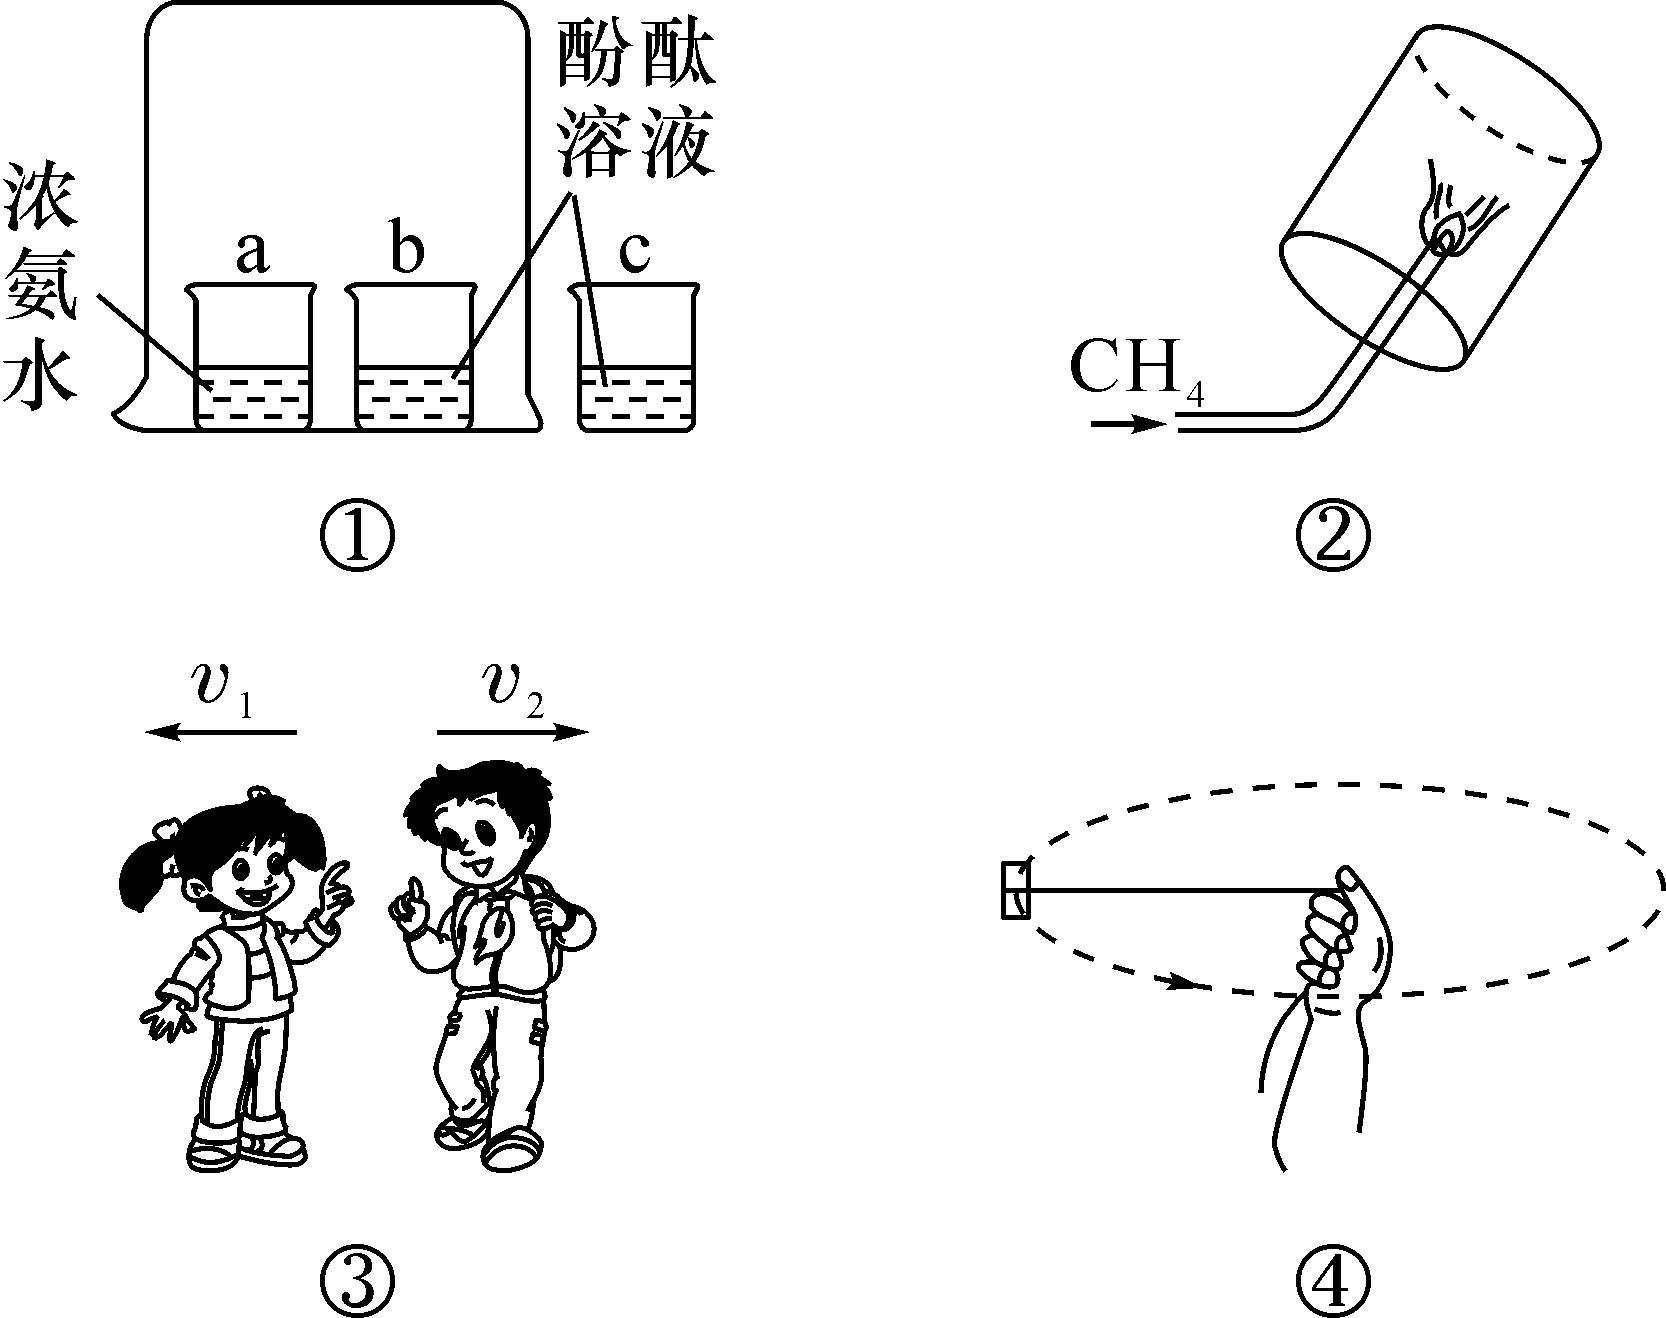 酚酞
溶液
浓
氨
水
a
b
c
①
CH₄
②
v₁
v₂
③
④